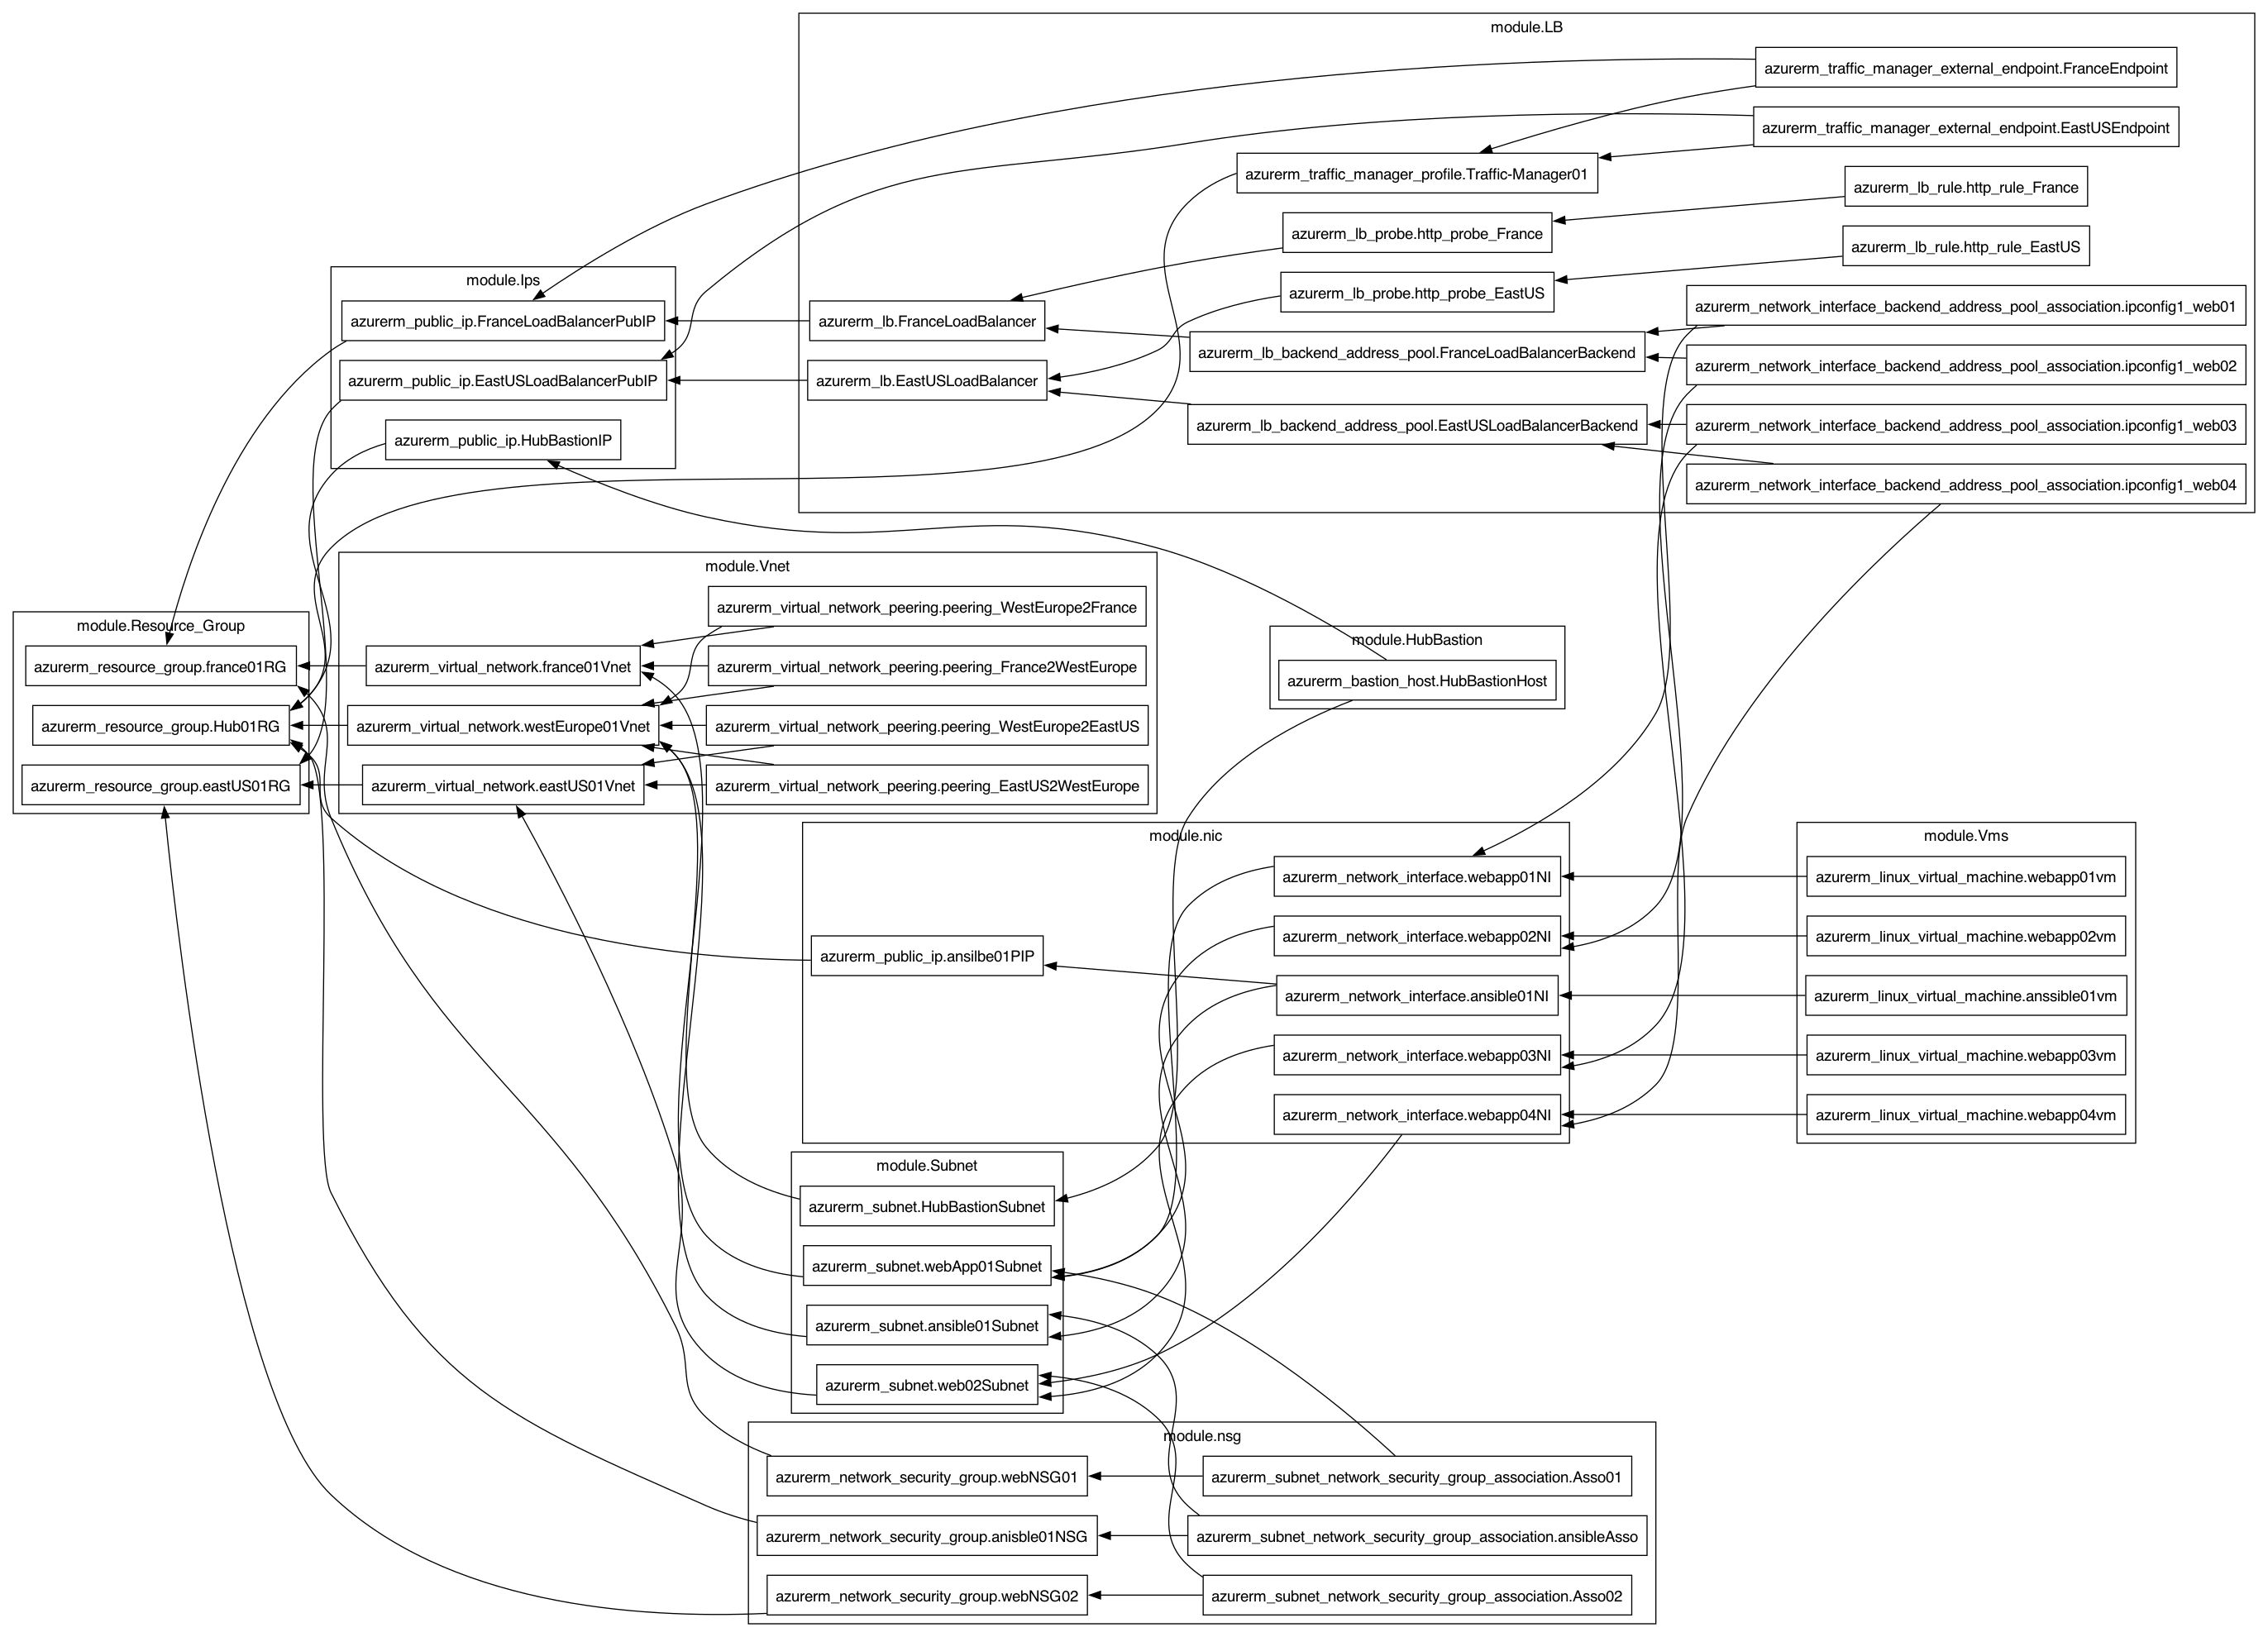 module.LB
azurerm_traffic_manager_external_endpoint.FranceEndpoint
azurerm_traffic_manager_external_endpoint.EastUSEndpoint
azurerm_traffic_manager_profile.Traffic-Manager01
azurerm_lb_rule.http_rule_France
azurerm_lb_probe.http_probe_France
azurerm_lb_rule.http_rule_EastUS
azurerm_lb_probe.http_probe_EastUS
azurerm_lb.FranceLoadBalancer
azurerm_network_interface_backend_address_pool_association.ipconfig1_web01
azurerm_lb_backend_address_pool.FranceLoadBalancerBackend
azurerm_network_interface_backend_address_pool_association.ipconfig1_web02
azurerm_lb.EastUSLoadBalancer
azurerm_lb_backend_address_pool.EastUSLoadBalancerBackend
azurerm_network_interface_backend_address_pool_association.ipconfig1_web03
azurerm_network_interface_backend_address_pool_association.ipconfig1_web04
module.Ips
azurerm_public_ip.FranceLoadBalancerPubIP
azurerm_public_ip.EastUSLoadBalancerPubIP
azurerm_public_ip.HubBastionIP
module.Vnet
azurerm_virtual_network_peering.peering_WestEurope2France
azurerm_virtual_network.france01Vnet
azurerm_virtual_network_peering.peering_France2WestEurope
azurerm_virtual_network.westEurope01Vnet
azurerm_virtual_network_peering.peering_WestEurope2EastUS
azurerm_virtual_network.eastUS01Vnet
azurerm_virtual_network_peering.peering_EastUS2WestEurope
module.Resource_Group
azurerm_resource_group.france01RG
azurerm_resource_group.Hub01RG
azurerm_resource_group.eastUS01RG
module.HubBastion
azurerm_bastion_host.HubBastionHost
module.nic
azurerm_network_interface.webapp01NI
azurerm_network_interface.webapp02NI
azurerm_public_ip.ansilbe01PIP
azurerm_network_interface.ansible01NI
azurerm_network_interface.webapp03NI
azurerm_network_interface.webapp04NI
module.Vms
azurerm_linux_virtual_machine.webapp01vm
azurerm_linux_virtual_machine.webapp02vm
azurerm_linux_virtual_machine.anssible01vm
azurerm_linux_virtual_machine.webapp03vm
azurerm_linux_virtual_machine.webapp04vm
module.Subnet
azurerm_subnet.HubBastionSubnet
azurerm_subnet.webApp01Subnet
azurerm_subnet.ansible01Subnet
azurerm_subnet.web02Subnet
module.nsg
azurerm_network_security_group.webNSG01
azurerm_subnet_network_security_group_association.Asso01
azurerm_network_security_group.anisble01NSG
azurerm_subnet_network_security_group_association.ansibleAsso
azurerm_network_security_group.webNSG02
azurerm_subnet_network_security_group_association.Asso02